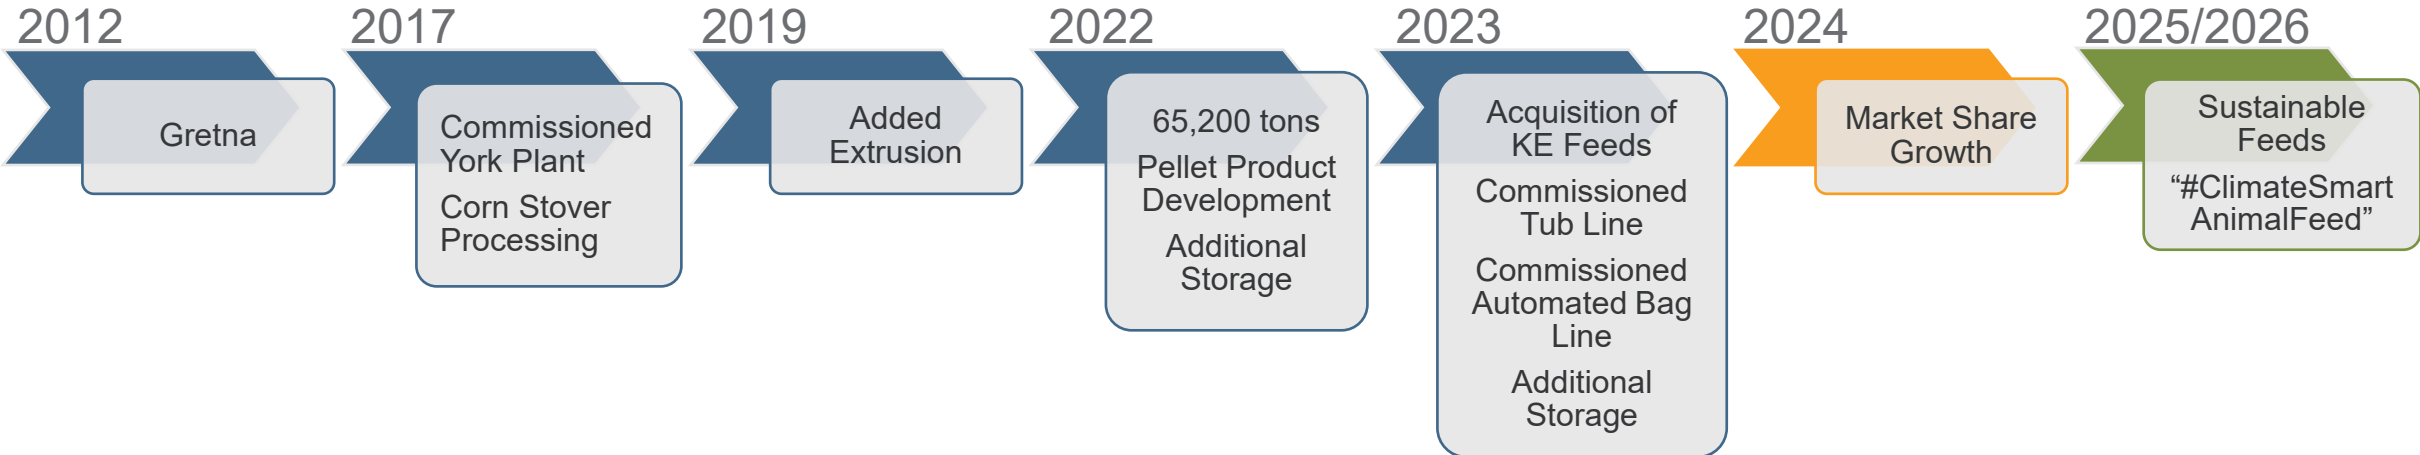 2012
Gretna
2017
Commissioned
York Plant
Corn Stover
Processing
2019
Added
Extrusion
2022
65,200 tons
Pellet Product
Development
Additional
Storage
2023
Acquisition of
KE Feeds
Commissioned
Tub Line
Commissioned
Automated Bag
Line
Additional
Storage
2024
Market Share
Growth
2025/2026
Sustainable
Feeds
“#ClimateSmart
AnimalFeed”